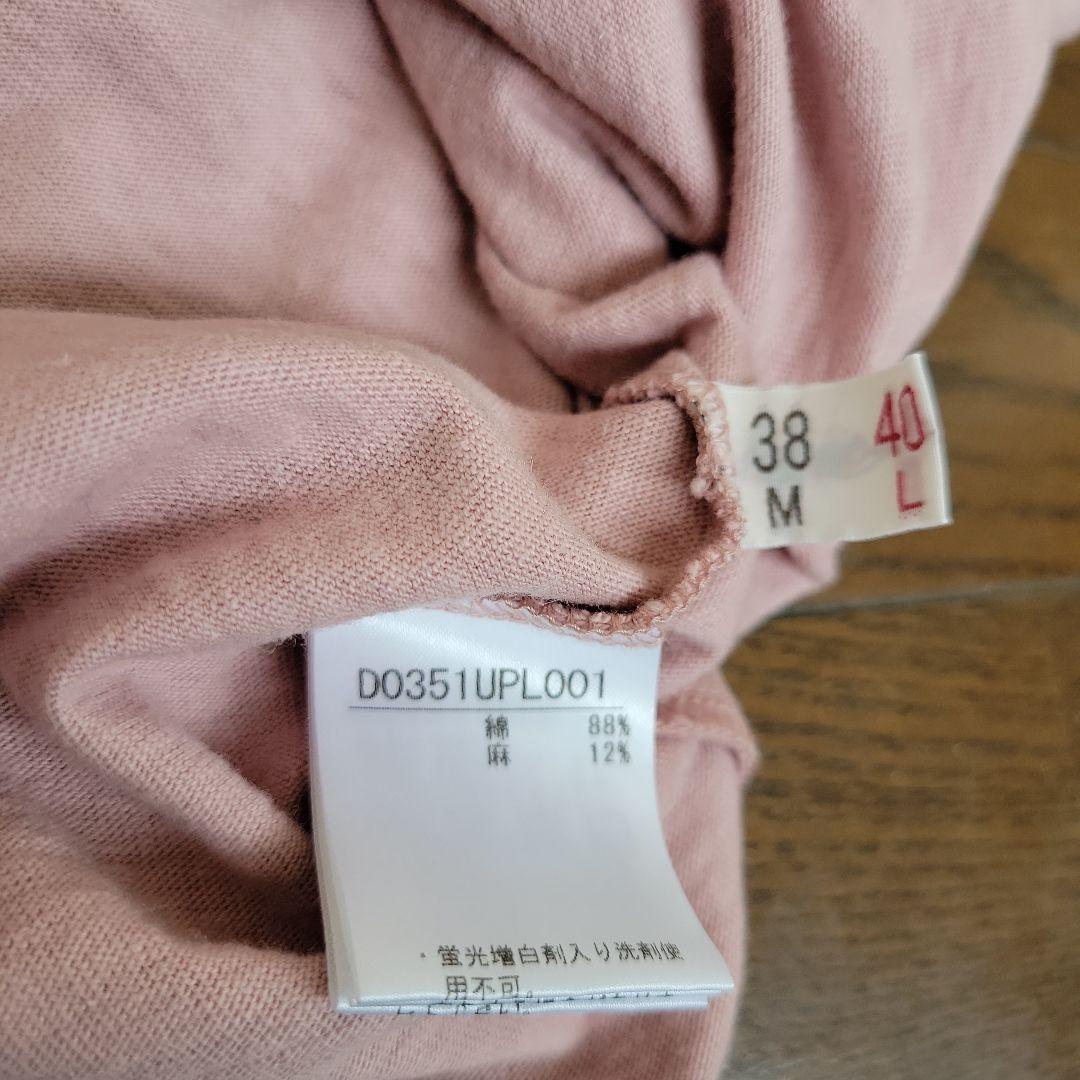 38 40
M L
D0351UPL001
綿 88%
麻 12%
・蛍光増白剤入り洗剤使
用不可。